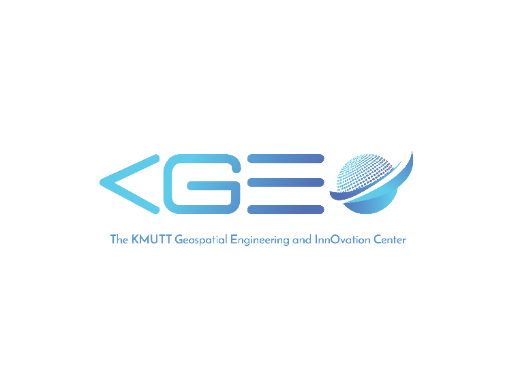 KGEO
The KMUTT Geospatial Engineering and InnOvation Center